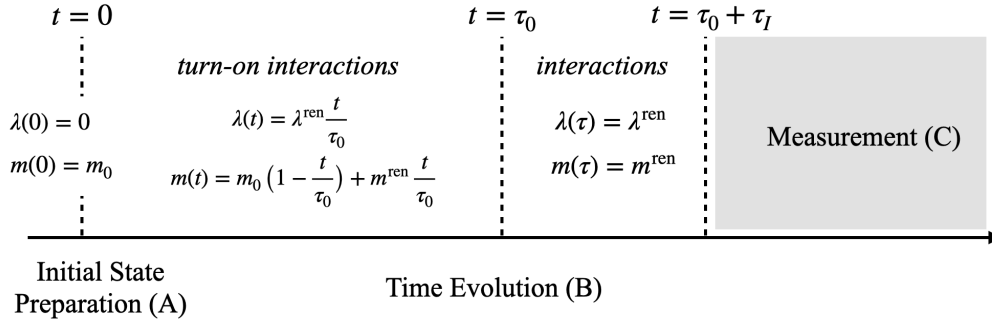 t = 0
t = τ₀
t = τ₀ + τ_I
turn-on interactions
interactions
λ(0) = 0
λ(t) = λ^ren t/τ₀
λ(τ) = λ^ren
Measurement (C)
m(0) = m₀
m(t) = m₀ (1 − t/τ₀) + m^ren t/τ₀
m(τ) = m^ren
Initial State
Preparation (A)
Time Evolution (B)